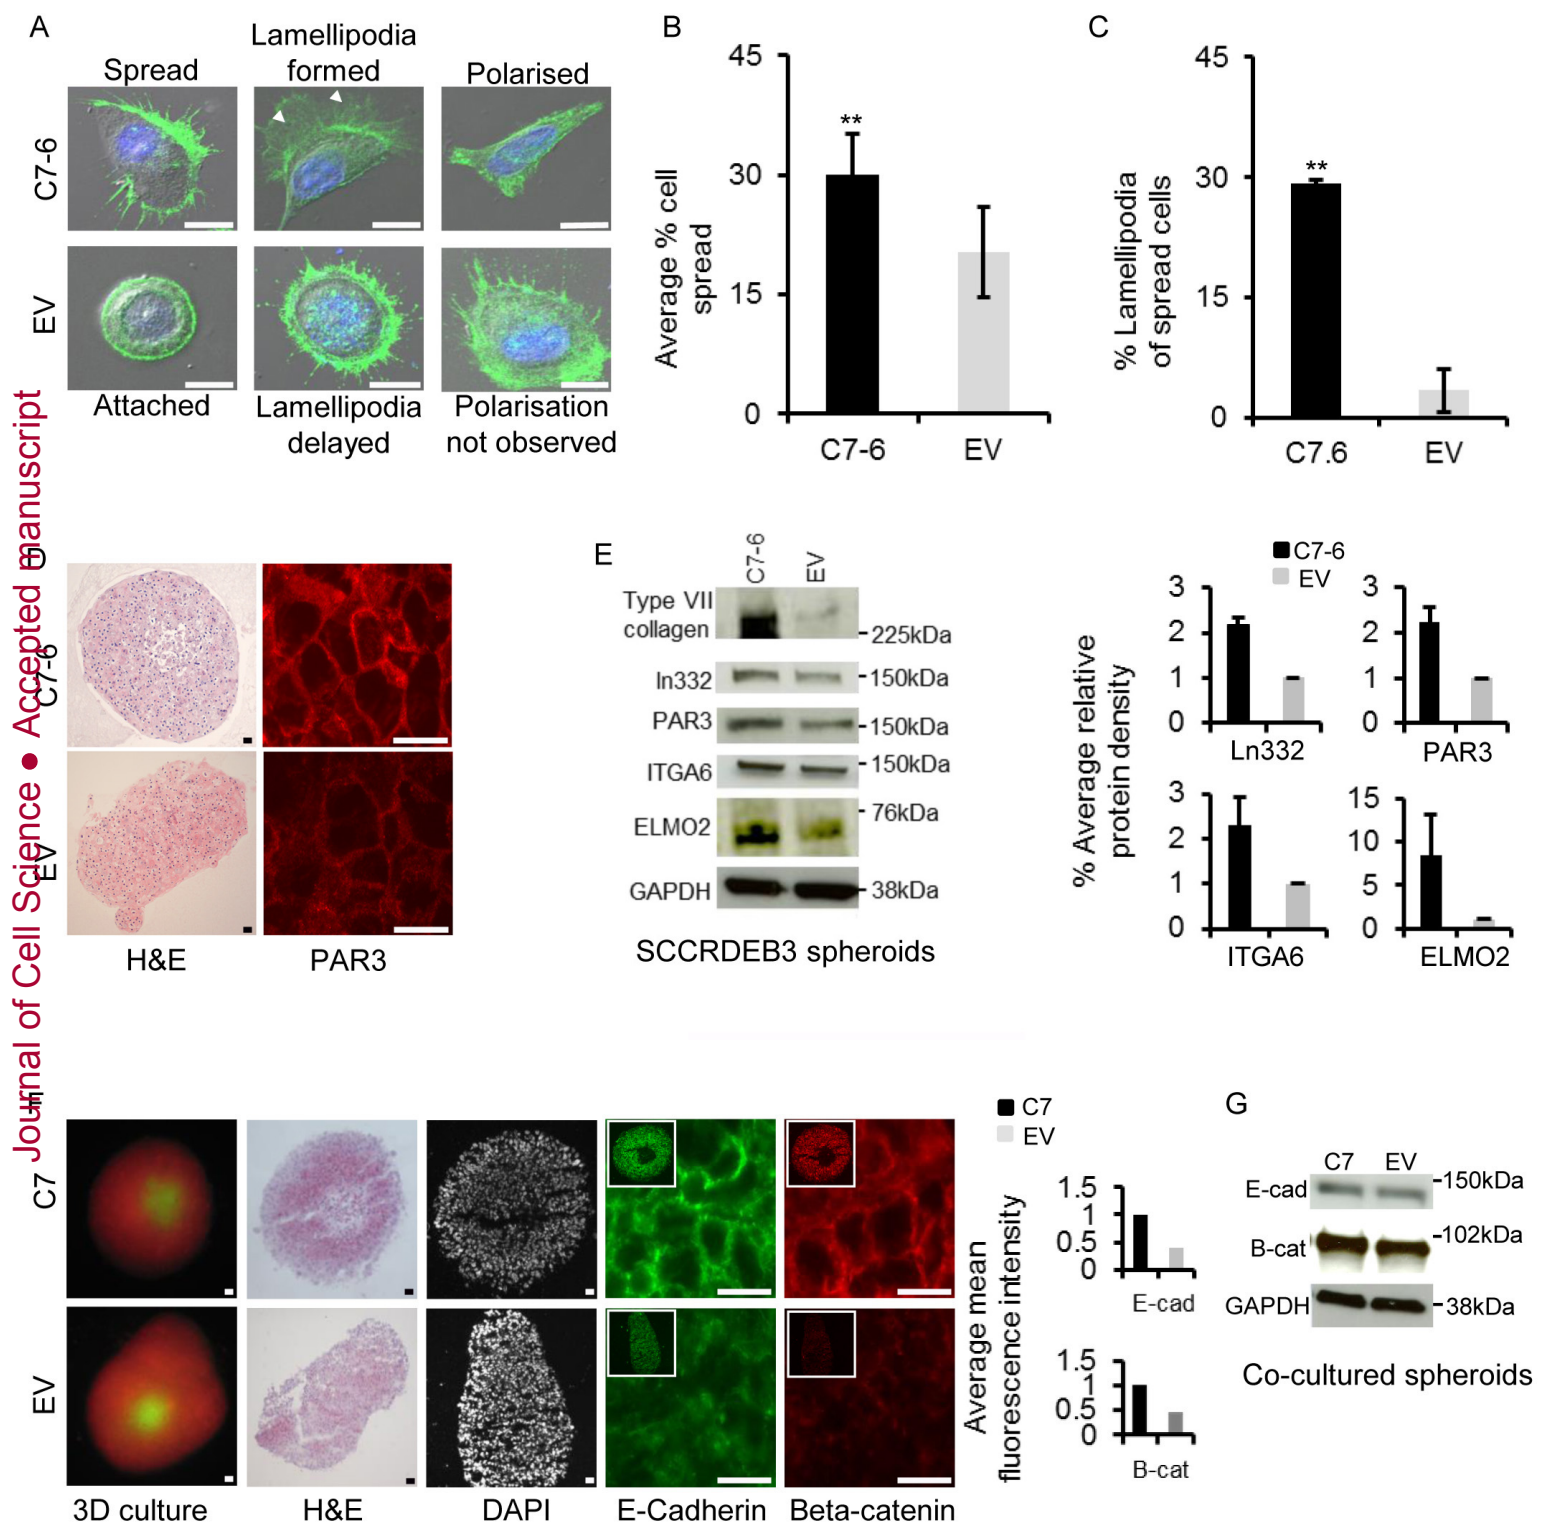 A
Spread
Lamellipodia
formed
Polarised
C7-6
EV
Attached
Lamellipodia
delayed
Polarisation
not observed
B
45
30
15
0
Average % cell
spread
**
C7-6
EV
C
45
30
15
0
% Lamellipodia
of spread cells
**
C7.6
EV
Journal of Cell Science ● Accepted manuscript
D
C7-6
EV
H&E
PAR3
E
C7-6
EV
Type VII
collagen
225kDa
ln332
150kDa
PAR3
150kDa
ITGA6
150kDa
ELMO2
76kDa
GAPDH
38kDa
SCCRDEB3 spheroids
C7-6
EV
% Average relative
protein density
3
2
1
0
Ln332
3
2
1
0
PAR3
3
2
1
0
ITGA6
15
10
5
0
ELMO2
F
C7
EV
3D culture
H&E
DAPI
E-Cadherin
Beta-catenin
C7
EV
Average mean
fluorescence intensity
1.5
1
0.5
0
E-cad
1.5
1
0.5
0
B-cat
G
C7
EV
E-cad
150kDa
B-cat
102kDa
GAPDH
38kDa
Co-cultured spheroids